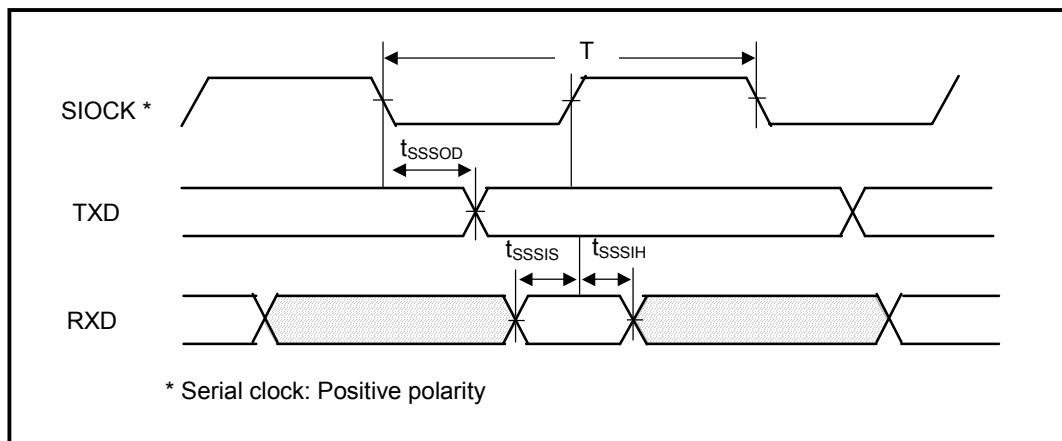 T
SIOCK *
tSSSOD
TXD
tSSSIS
tSSSIH
RXD
* Serial clock: Positive polarity